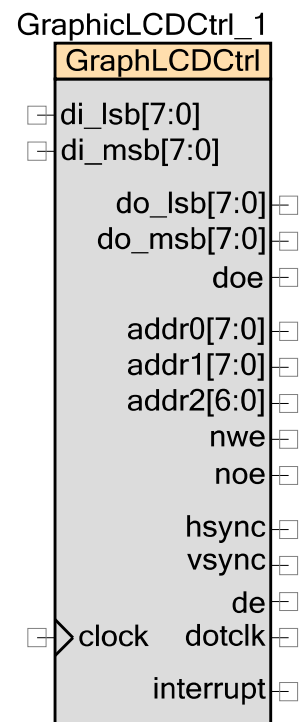 GraphicLCDCtrl_1
GraphLCDCtrl
di_lsb[7:0]
di_msb[7:0]
do_lsb[7:0]
do_msb[7:0]
doe
addr0[7:0]
addr1[7:0]
addr2[6:0]
nwe
noe
hsync
vsync
de
clock dotclk
interrupt